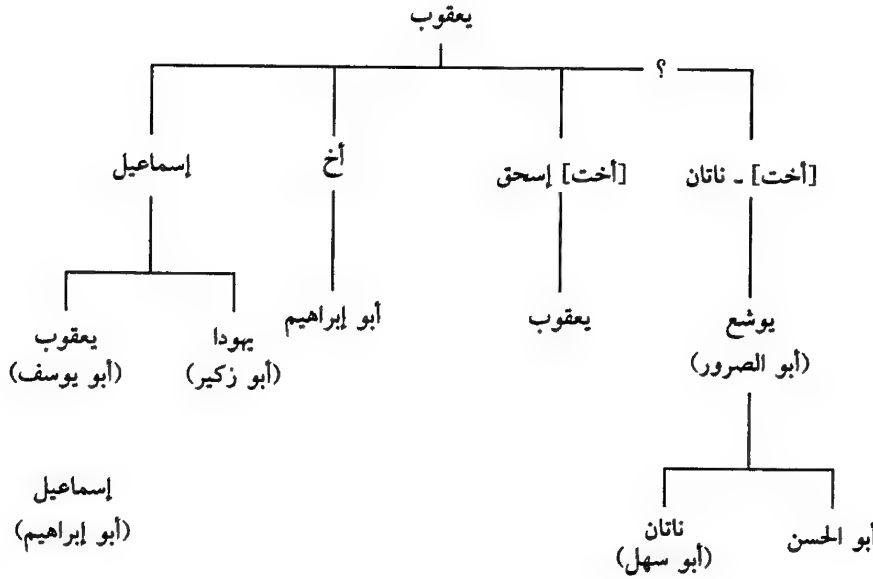 يعقوب
؟
[أخت] ـ ناتان
[أخت] إسحق
أخ
إسماعيل
يوشع
(أبو الصرور)
يعقوب
أبو إبراهيم
يهودا
(أبو زكير)
يعقوب
(أبو يوسف)
أبو الحسن
ناتان
(أبو سهل)
إسماعيل
(أبو إبراهيم)